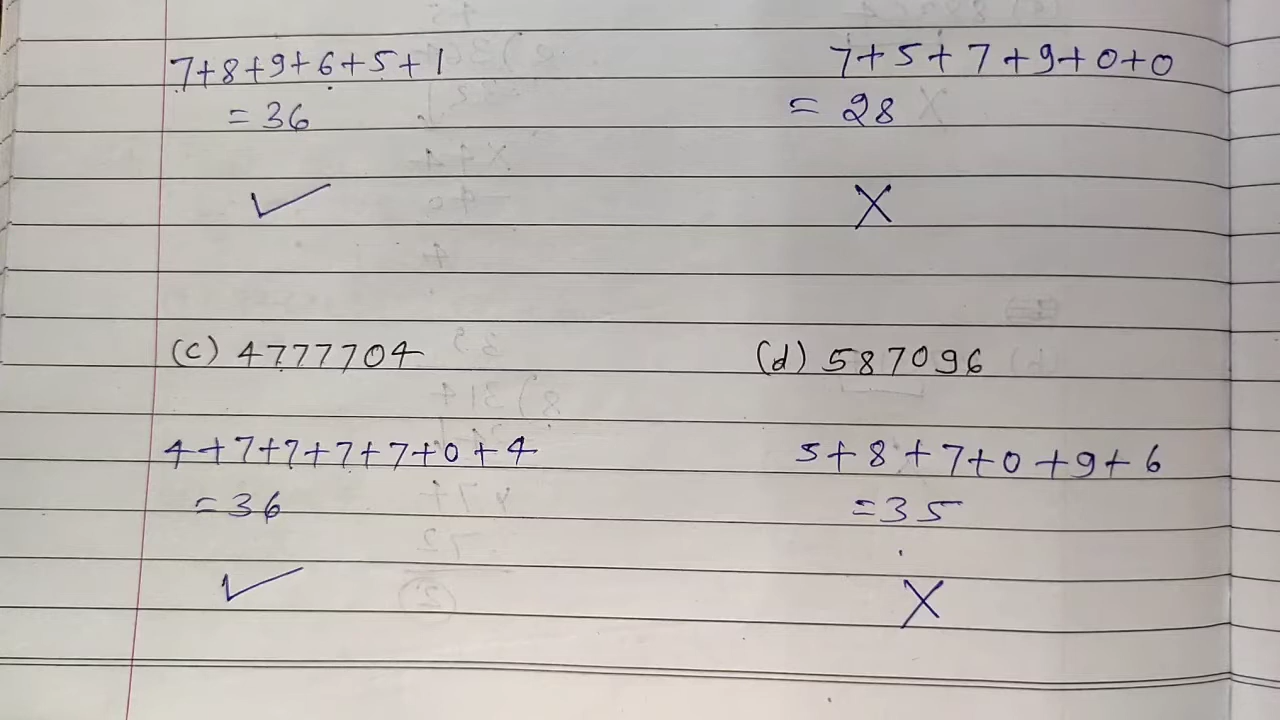 7+8+9+6+5+1
= 36
✓
7+5+7+9+0+0
= 28
X
(c) 4777704
4+7+7+7+7+0+4
= 36
✓
(d) 587096
5+8+7+0+9+6
= 35
X